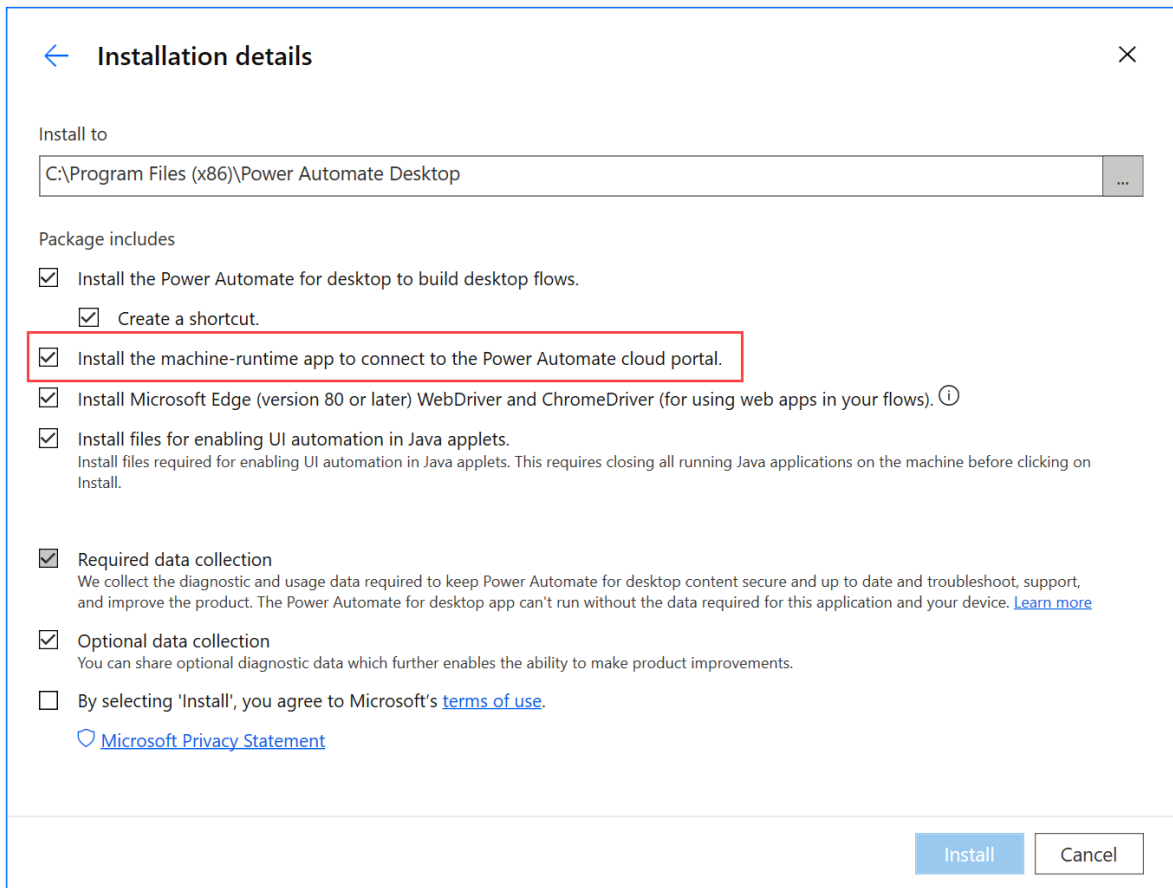 Installation details
Install to
C:\Program Files (x86)\Power Automate Desktop
...
Package includes
Install the Power Automate for desktop to build desktop flows.
Create a shortcut.
Install the machine-runtime app to connect to the Power Automate cloud portal.
Install Microsoft Edge (version 80 or later) WebDriver and ChromeDriver (for using web apps in your flows).
Install files for enabling UI automation in Java applets.
Install files required for enabling UI automation in Java applets. This requires closing all running Java applications on the machine before clicking on
Install.
Required data collection
We collect the diagnostic and usage data required to keep Power Automate for desktop content secure and up to date and troubleshoot, support,
and improve the product. The Power Automate for desktop app can't run without the data required for this application and your device. Learn more
Optional data collection
You can share optional diagnostic data which further enables the ability to make product improvements.
By selecting 'Install', you agree to Microsoft’s terms of use.
Microsoft Privacy Statement
Install
Cancel